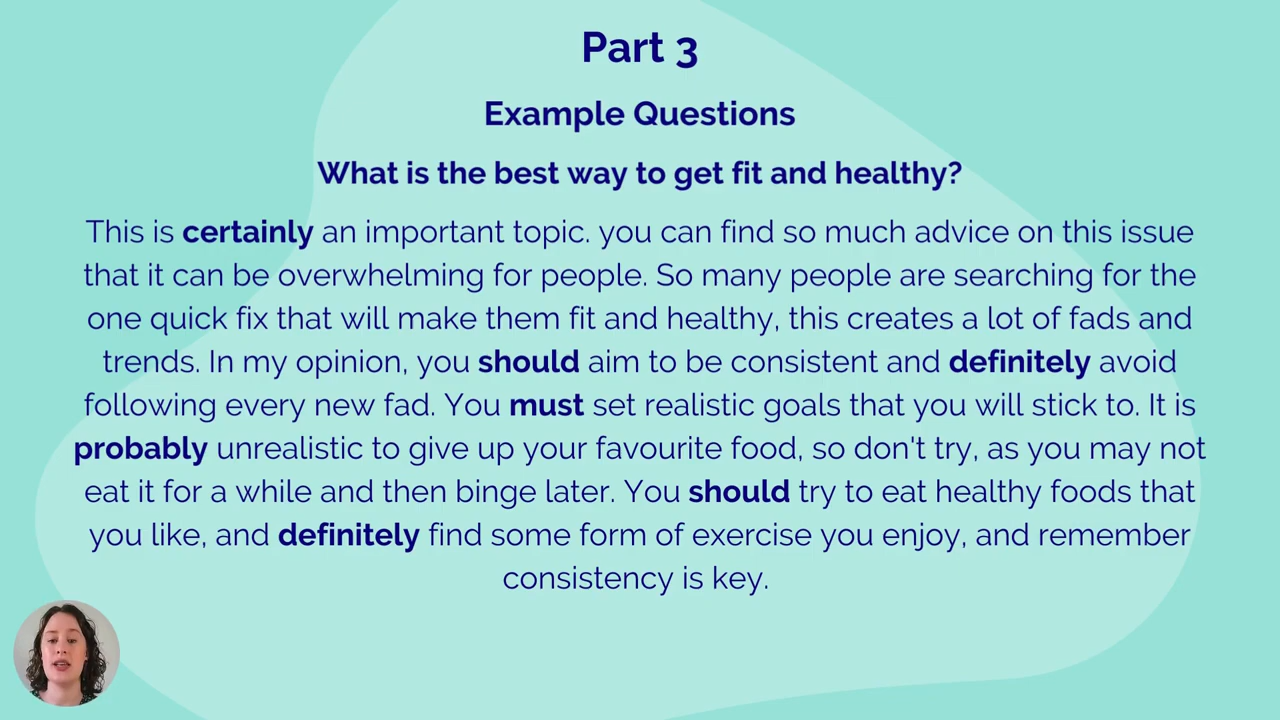 Part 3
Example Questions
What is the best way to get fit and healthy?
This is certainly an important topic. you can find so much advice on this issue
that it can be overwhelming for people. So many people are searching for the
one quick fix that will make them fit and healthy, this creates a lot of fads and
trends. In my opinion, you should aim to be consistent and definitely avoid
following every new fad. You must set realistic goals that you will stick to. It is
probably unrealistic to give up your favourite food, so don't try, as you may not
eat it for a while and then binge later. You should try to eat healthy foods that
you like, and definitely find some form of exercise you enjoy, and remember
consistency is key.